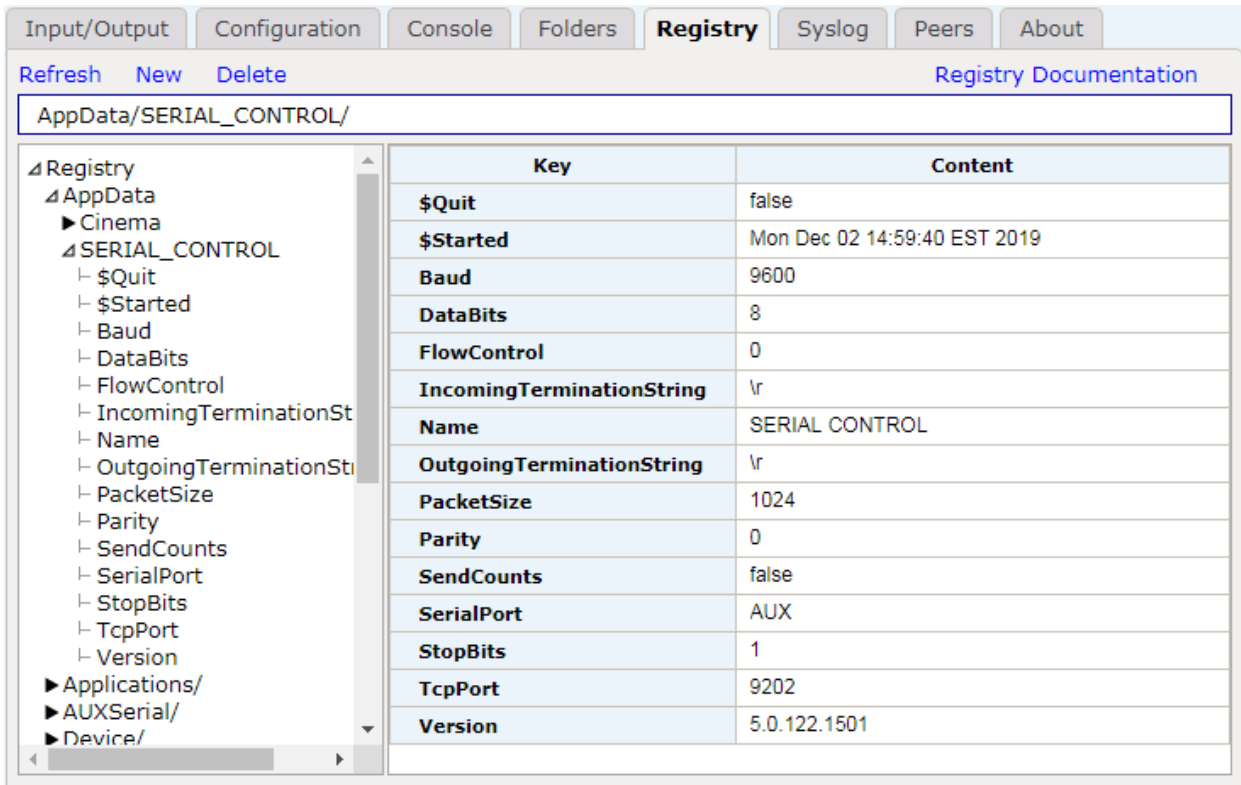 Input/Output Configuration Console Folders Registry Syslog Peers About
Refresh New Delete Registry Documentation
AppData/SERIAL_CONTROL/
Registry
AppData
Cinema
SERIAL_CONTROL
$Quit
$Started
Baud
DataBits
FlowControl
IncomingTerminationSt
Name
OutgoingTerminationStr
PacketSize
Parity
SendCounts
SerialPort
StopBits
TcpPort
Version
Applications/
AUXSerial/
Device/
Key Content
$Quit false
$Started Mon Dec 02 14:59:40 EST 2019
Baud 9600
DataBits 8
FlowControl 0
IncomingTerminationString \r
Name SERIAL CONTROL
OutgoingTerminationString \r
PacketSize 1024
Parity 0
SendCounts false
SerialPort AUX
StopBits 1
TcpPort 9202
Version 5.0.122.1501